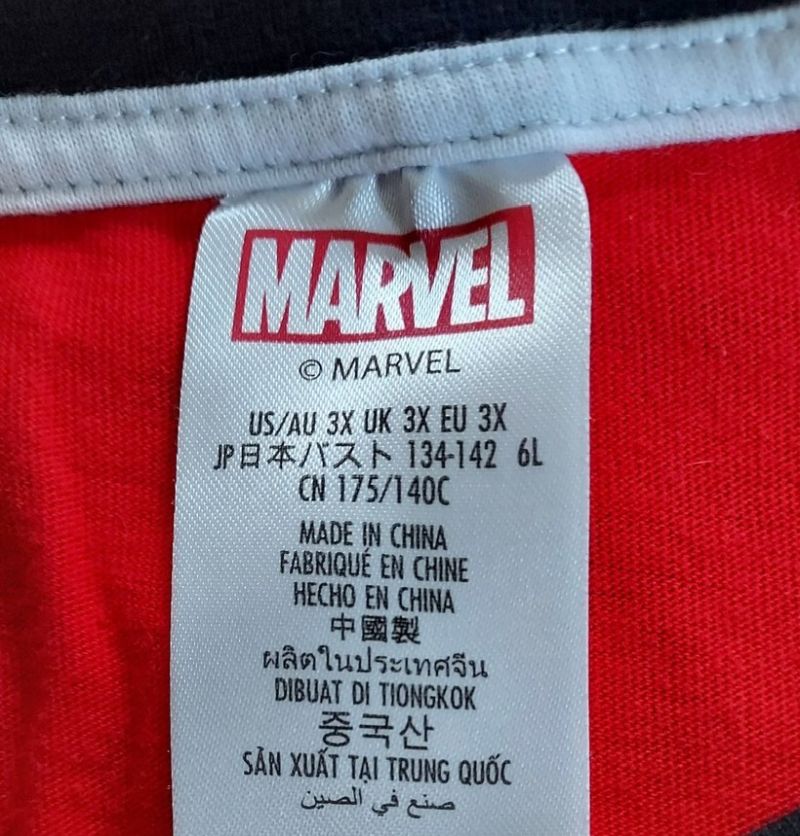 MARVEL
© MARVEL
US/AU 3X UK 3X EU 3X
JP日本バスト 134-142 6L
CN 175/140C
MADE IN CHINA
FABRIQUÉ EN CHINE
HECHO EN CHINA
中國製
ผลิตในประเทศจีน
DIBUAT DI TIONGKOK
중국산
SẢN XUẤT TẠI TRUNG QUỐC
صنع في الصين